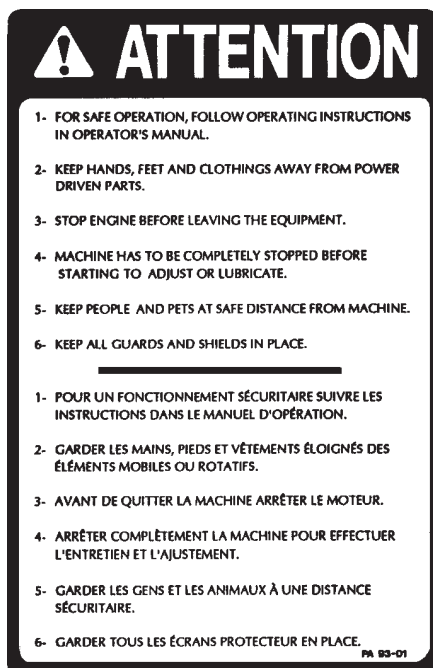 ATTENTION
1- FOR SAFE OPERATION, FOLLOW OPERATING INSTRUCTIONS
IN OPERATOR'S MANUAL.
2- KEEP HANDS, FEET AND CLOTHINGS AWAY FROM POWER
DRIVEN PARTS.
3- STOP ENGINE BEFORE LEAVING THE EQUIPMENT.
4- MACHINE HAS TO BE COMPLETELY STOPPED BEFORE
STARTING TO ADJUST OR LUBRICATE.
5- KEEP PEOPLE AND PETS AT SAFE DISTANCE FROM MACHINE.
6- KEEP ALL GUARDS AND SHIELDS IN PLACE.
1- POUR UN FONCTIONNEMENT SÉCURITAIRE SUIVRE LES
INSTRUCTIONS DANS LE MANUEL D'OPÉRATION.
2- GARDER LES MAINS, PIEDS ET VÊTEMENTS ÉLOIGNÉS DES
ÉLÉMENTS MOBILES OU ROTATIFS.
3- AVANT DE QUITTER LA MACHINE ARRÊTER LE MOTEUR.
4- ARRÊTER COMPLÈTEMENT LA MACHINE POUR EFFECTUER
L'ENTRETIEN ET L'AJUSTEMENT.
5- GARDER LES GENS ET LES ANIMAUX À UNE DISTANCE
SÉCURITAIRE.
6- GARDER TOUS LES ÉCRANS PROTECTEUR EN PLACE.
PA 93-01